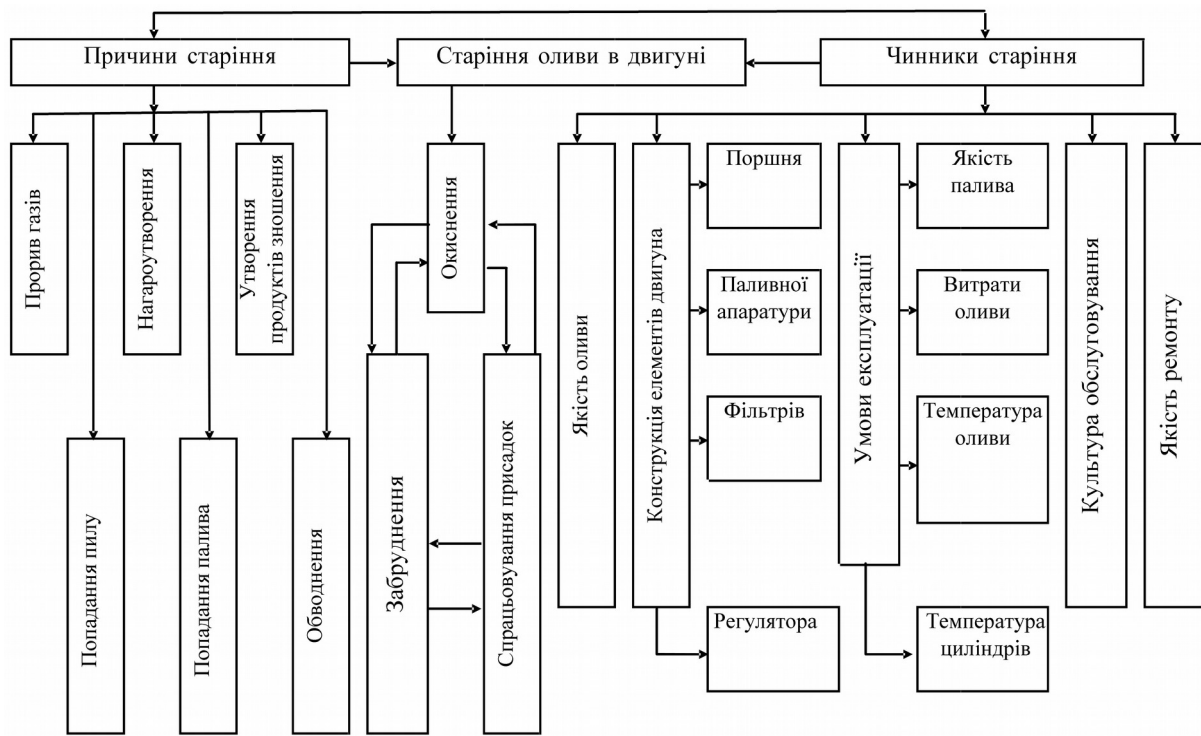 Причини старіння
Старіння оливи в двигуні
Чинники старіння
Прорив газів
Нагароутворення
Утворення
продуктів зношення
Попадання пилу
Попадання палива
Обводнення
Окиснення
Забруднення
Спрацьовування присадок
Якість оливи
Конструкція елементів двигуна
Поршня
Паливної
апаратури
Фільтрів
Регулятора
Умови експлуатації
Якість
палива
Витрати
оливи
Температура
оливи
Температура
циліндрів
Культура обслуговування
Якість ремонту